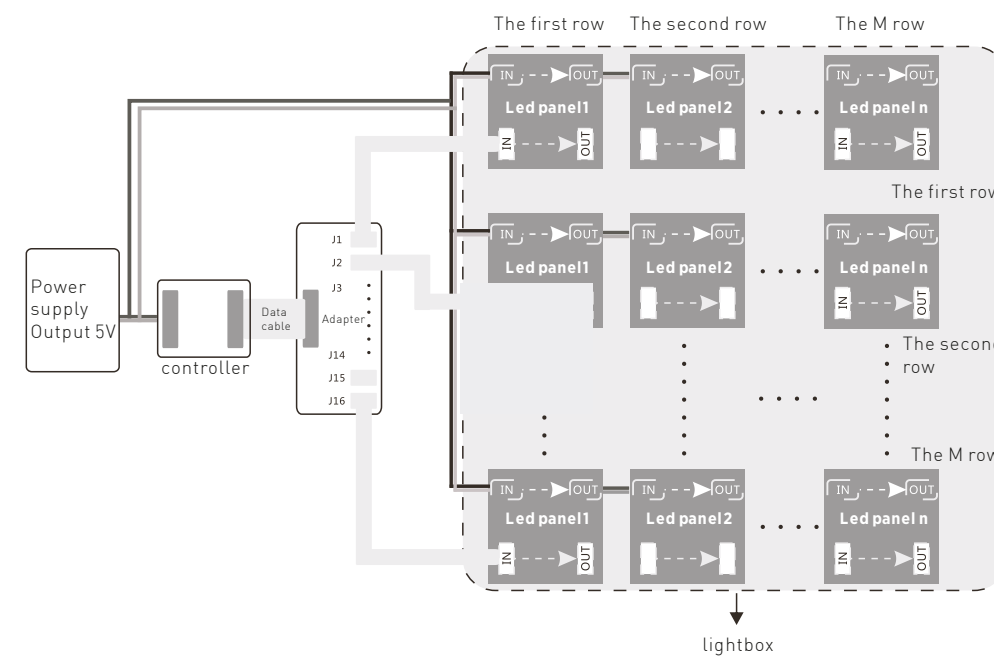 The first row The second row The M row
IN OUT IN OUT IN OUT
Led panel1 Led panel2 Led panel n
IN OUT IN OUT
The first row
J1
J2
J3
J14
J15
J16
Adapter
Power
supply
Output 5V
controller
Data
cable
IN OUT IN OUT IN OUT
Led panel1 Led panel2 Led panel n
IN OUT
The second
row
The M row
IN OUT IN OUT IN OUT
Led panel1 Led panel2 Led panel n
IN OUT IN OUT
lightbox